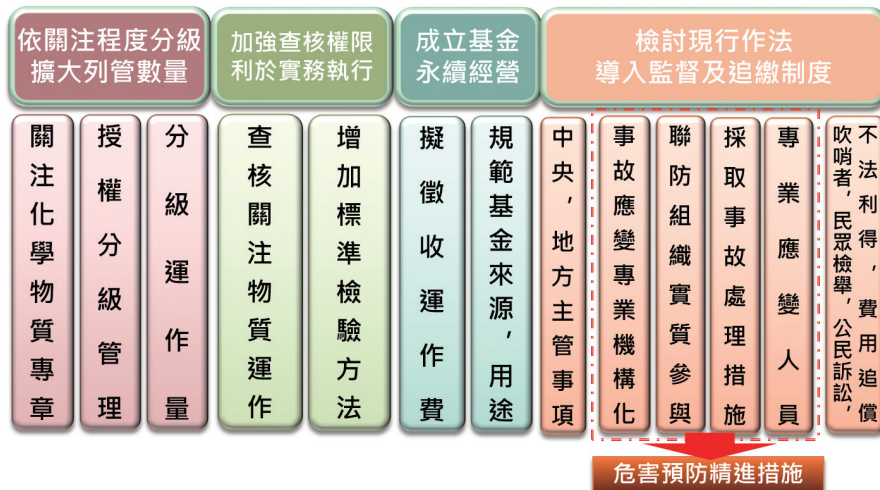 依關注程度分級
擴大列管數量
加強查核權限
利於實務執行
成立基金
永續經營
檢討現行作法
導入監督及追繳制度
關注化學物質專章
授權分級管理
分級運作量
查核關注物質運作
增加標準檢驗方法
擬徵收運作費
規範基金來源，用途
中央，地方主管事項
事故應變專業機構化
聯防組織實質參與
採取事故處理措施
專業應變人員
不法利得，費用追償
吹哨者，民眾檢舉，公民訴訟，
危害預防精進措施